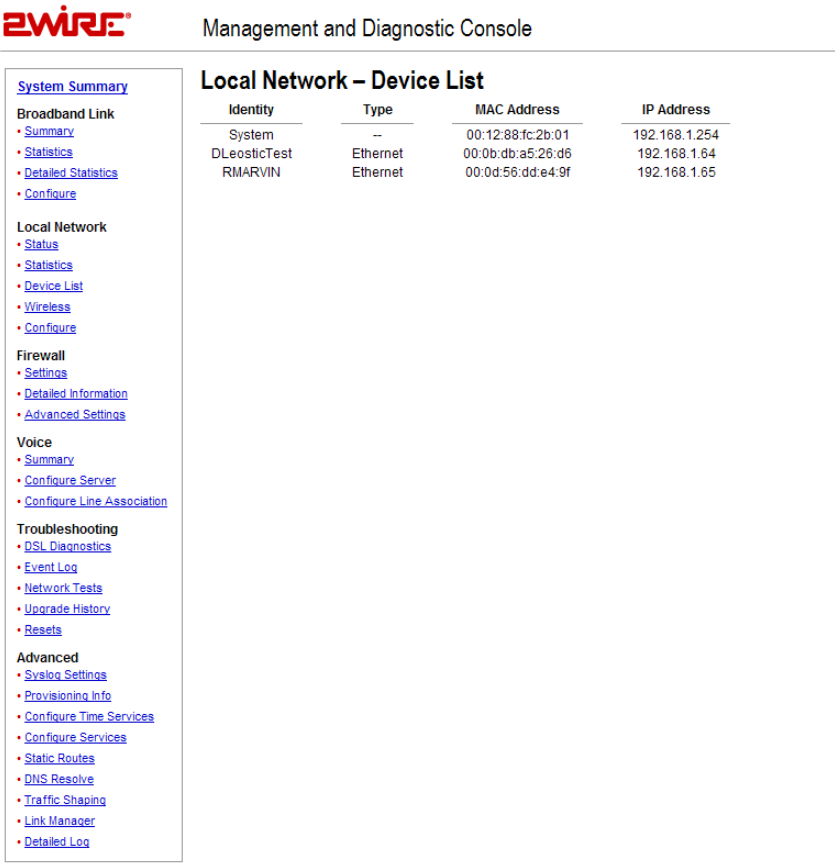 2WIRE
Management and Diagnostic Console
System Summary
Broadband Link
• Summary
• Statistics
• Detailed Statistics
• Configure
Local Network
• Status
• Statistics
• Device List
• Wireless
• Configure
Firewall
• Settings
• Detailed Information
• Advanced Settings
Voice
• Summary
• Configure Server
• Configure Line Association
Troubleshooting
• DSL Diagnostics
• Event Log
• Network Tests
• Upgrade History
• Resets
Advanced
• Syslog Settings
• Provisioning Info
• Configure Time Services
• Configure Services
• Static Routes
• DNS Resolve
• Traffic Shaping
• Link Manager
• Detailed Log
Local Network – Device List
Identity Type MAC Address IP Address
System -- 00:12:88:fc:2b:01 192.168.1.254
DLeosticTest Ethernet 00:0b:db:a5:26:d6 192.168.1.64
RMARVIN Ethernet 00:0d:56:dd:e4:9f 192.168.1.65